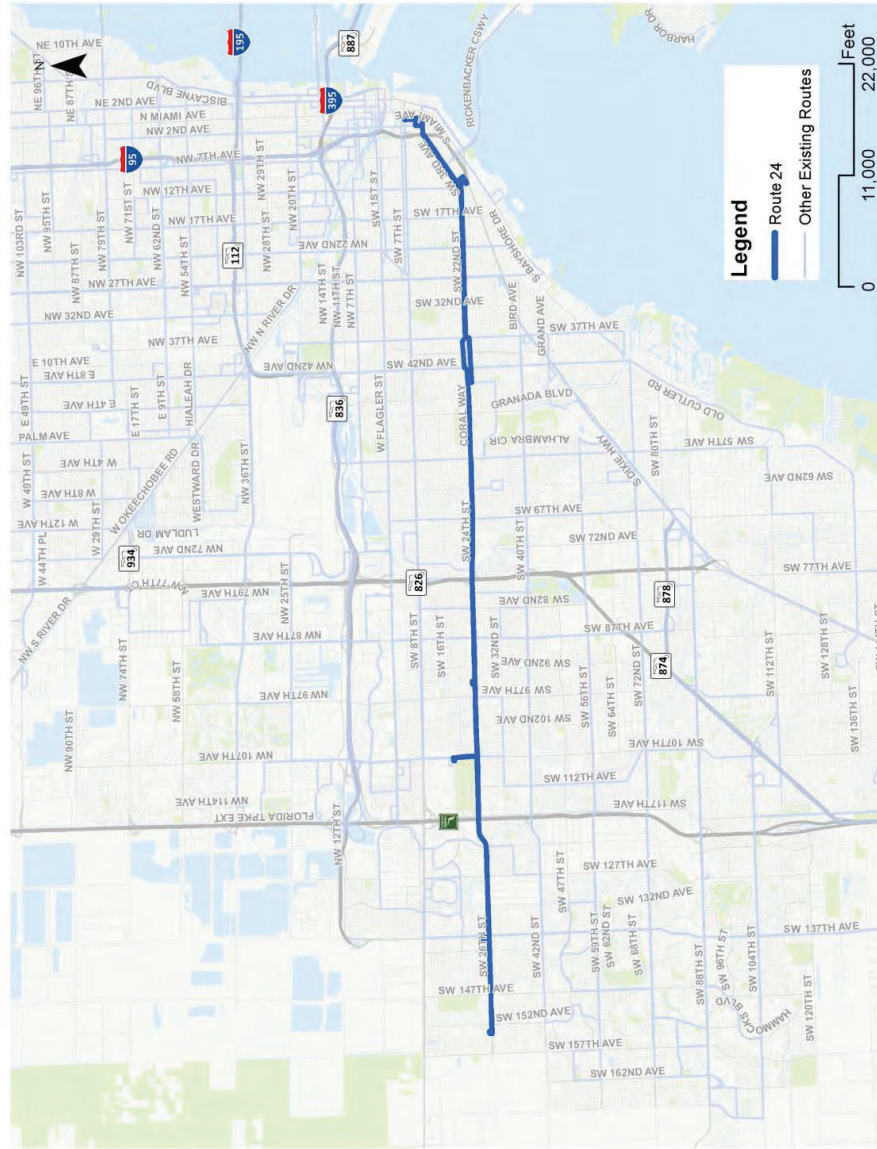 N
NE 10TH AVE
NE 96TH ST
NE 87TH ST
BISCAYNE BLVD
NE 2ND AVE
N MIAMI AVE
NW 2ND AVE
NW 7TH AVE
NW 12TH AVE
NW 17TH AVE
NW 22ND AVE
NW 27TH AVE
NW 32ND AVE
NW 37TH AVE
E 10TH AVE
E 8TH AVE
E 4TH AVE
PALM AVE
W 4TH AVE
W 8TH AVE
W 12TH AVE
NW 103RD ST
NW 95TH ST
NW 87TH ST
NW 79TH ST
NW 71ST ST
NW 62ND ST
NW 54TH ST
NW 28TH ST
NW 29TH ST
NW 20TH ST
NW 14TH ST
NW 11TH ST
NW 7TH ST
95
195
395
887
112
836
934
826
878
874
E 49TH ST
E 17TH ST
E 9TH ST
HIALEAH DR
NW N RIVER DR
NW 42ND AVE
W 49TH ST
W 44TH PL
W 29TH ST
W OKEECHOBEE RD
WESTWARD DR
LUDLAM DR
NW 36TH ST
NW 72ND AVE
NW 77TH CT
NW 79TH AVE
NW S RIVER DR
NW 25TH ST
NW 87TH AVE
NW 74TH ST
NW 58TH ST
NW 97TH AVE
NW 90TH ST
NW 107TH AVE
NW 114TH AVE
FLORIDA TPKE EXT
NW 12TH ST
SW 1ST ST
SW 7TH ST
W FLAGLER ST
SW 8TH ST
SW 16TH ST
S MIAMI AVE
SW 3RD AVE
SW 17TH AVE
SW 22ND ST
SW 32ND AVE
SW 37TH AVE
SW 42ND AVE
CORAL WAY
SW 24TH ST
SW 26TH ST
RICKENBACKER CSWY
HARBOR DR
S BAYSHORE DR
BIRD AVE
GRAND AVE
GRANADA BLVD
ALHAMBRA CIR
OLD CUTLER RD
S DIXIE HWY
SW 57TH AVE
SW 62ND AVE
SW 67TH AVE
SW 72ND AVE
SW 77TH AVE
SW 80TH ST
SW 40TH ST
SW 82ND AVE
SW 87TH AVE
SW 32ND ST
SW 92ND AVE
SW 97TH AVE
SW 102ND AVE
SW 107TH AVE
SW 112TH AVE
SW 117TH AVE
SW 56TH ST
SW 64TH ST
SW 72ND ST
SW 112TH ST
SW 128TH ST
SW 136TH ST
SW 127TH AVE
SW 132ND AVE
SW 137TH AVE
SW 47TH ST
SW 42ND ST
SW 59TH ST
SW 62ND ST
SW 68TH ST
SW 88TH ST
SW 96TH ST
SW 104TH ST
SW 120TH ST
HAMMOCKS BLVD
SW 147TH AVE
SW 152ND AVE
SW 157TH AVE
SW 162ND AVE
Legend
Route 24
Other Existing Routes
0
11,000
22,000
Feet